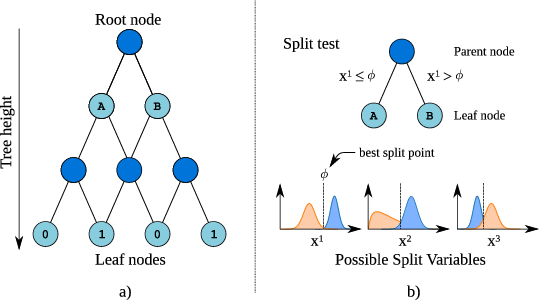 Root node
Tree height
A
B
0
1
0
1
Leaf nodes
a)
Split test
Parent node
x¹ ≤ ϕ
x¹ > ϕ
A
B
Leaf node
best split point
ϕ
x¹
x²
x³
Possible Split Variables
b)